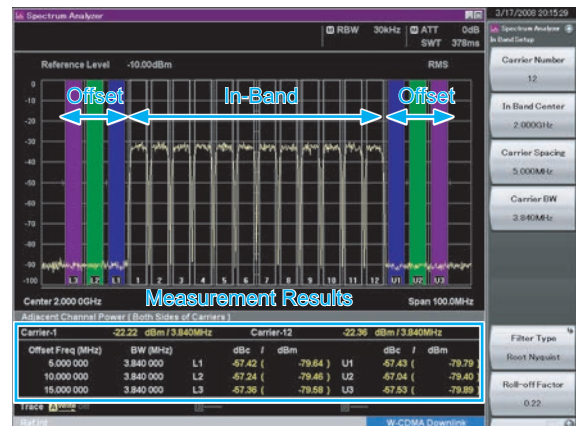 Spectrum Analyzer
3/17/2008 20:15:29
RBW 30kHz ATT 0dB
SWT 378ms
Reference Level -10.00dBm RMS
0
-10
-20
-30
-40
-50
-60
-70
-80
-90
-100
Offset In-Band Offset
L3 L2 L1 1 2 3 4 5 6 7 8 9 10 11 12 U1 U2 U3
Measurement Results
Center 2.000 0GHz Span 100.0MHz
Adjacent Channel Power ( Both Sides of Carriers )
Carrier-1 -22.22 dBm / 3.840MHz Carrier-12 -22.36 dBm / 3.840MHz
Offset Freq (MHz) BW (MHz) dBc / dBm dBc / dBm
5.000 000 3.840 000 L1 -57.42 ( -79.64 ) U1 -57.43 ( -79.79 )
10.000 000 3.840 000 L2 -57.24 ( -79.46 ) U2 -57.04 ( -79.40 )
15.000 000 3.840 000 L3 -57.36 ( -79.58 ) U3 -57.53 ( -79.89 )
Trace A Write Off
Ref.Int W-CDMA Downlink
Spectrum Analyzer
In Band Setup
Carrier Number
12
In Band Center
2.000GHz
Carrier Spacing
5.000MHz
Carrier BW
3.840MHz
Filter Type
Root Nyquist
Roll-off Factor
0.22